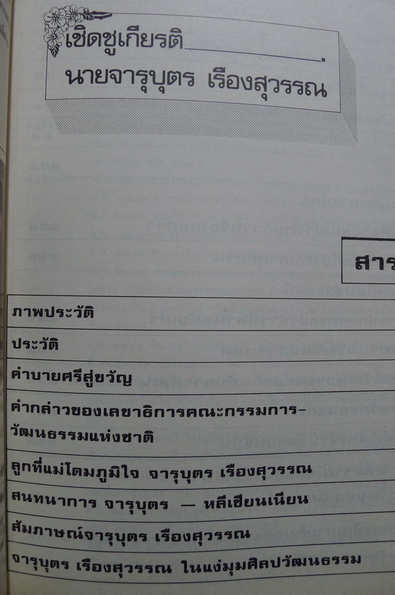 เชิดชูเกียรติ
นายจารุบุตร เรืองสุวรรณ
สาร
ภาพประวัติ
ประวัติ
คำบายศรีสู่ขวัญ
คำกล่าวของเลขาธิการคณะกรรมการ-
วัฒนธรรมแห่งชาติ
ลูกที่แม่โตมภูมิใจ จารุบุตร เรืองสุวรรณ
สนทนาการ จารุบุตร – หลีเฮียนเนียน
สัมภาษณ์จารุบุตร เรืองสุวรรณ
จารุบุตร เรืองสุวรรณ ในแง่มุมศิลปวัฒนธรรม